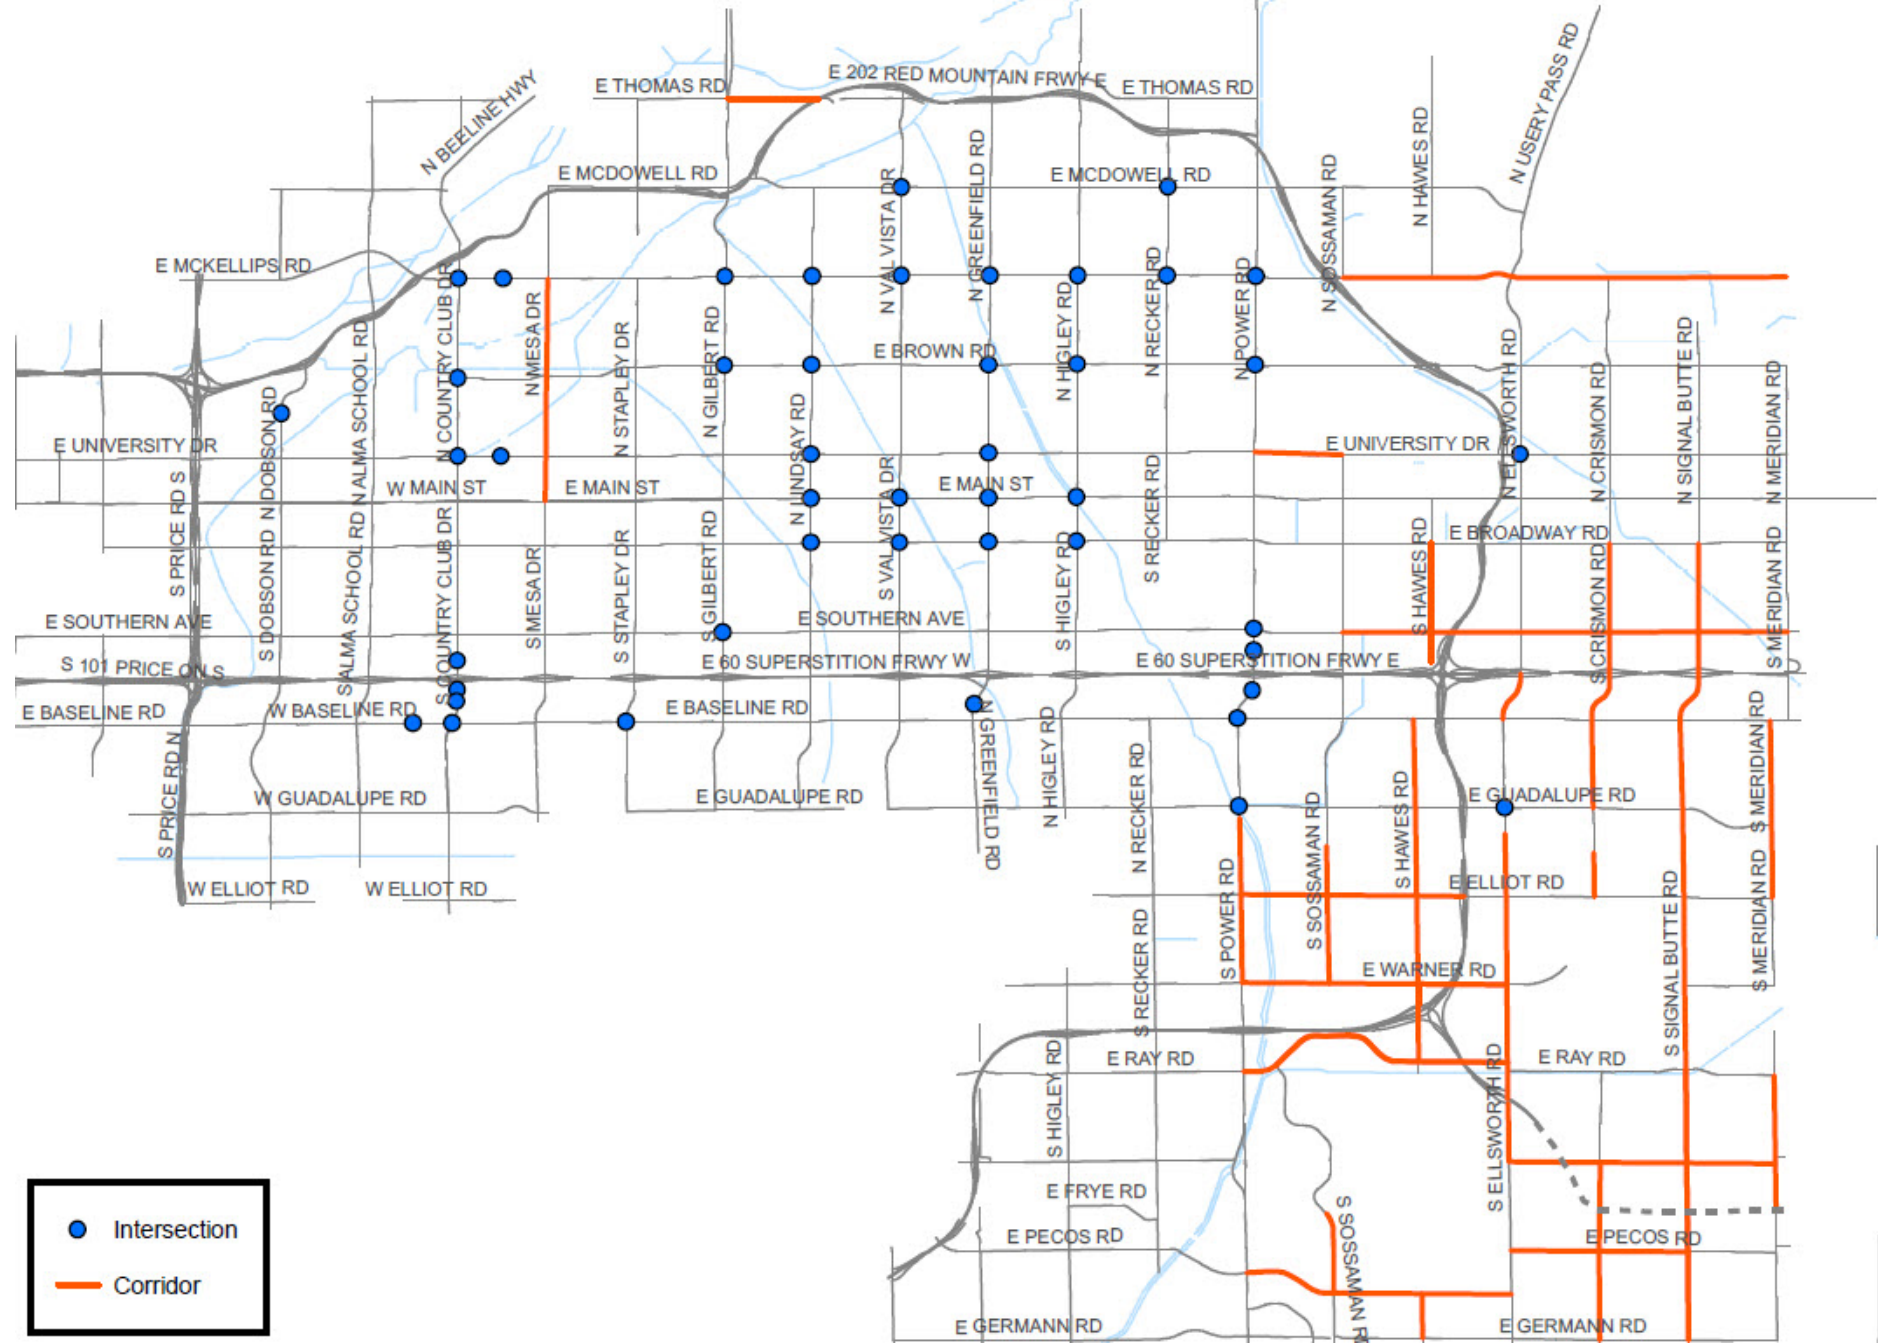 E THOMAS RD
E 202 RED MOUNTAIN FRWY E
E THOMAS RD
N BEELINE HWY
N USERY PASS RD
E MCDOWELL RD
E MCDOWELL RD
N VAL VISTA DR
N GREENFIELD RD
N SOSSAMAN RD
N HAWES RD
E MCKELLIPS RD
N COUNTRY CLUB DR
N MESA DR
N STAPLEY DR
N GILBERT RD
E BROWN RD
N HIGLEY RD
N RECKER RD
N POWER RD
N ELLSWORTH RD
N CRISMON RD
N SIGNAL BUTTE RD
N MERIDIAN RD
N DOBSON RD
N ALMA SCHOOL RD
N LINDSAY RD
E UNIVERSITY DR
E UNIVERSITY DR
W MAIN ST
E MAIN ST
E MAIN ST
S PRICE RD S
S DOBSON RD
S ALMA SCHOOL RD
S COUNTRY CLUB DR
S MESA DR
S STAPLEY DR
S GILBERT RD
S VAL VISTA DR
S HIGLEY RD
S RECKER RD
E BROADWAY RD
S HAWES RD
S CRISMON RD
S MERIDIAN RD
E SOUTHERN AVE
E SOUTHERN AVE
S 101 PRICE ON S
E 60 SUPERSTITION FRWY W
E 60 SUPERSTITION FRWY E
E BASELINE RD
W BASELINE RD
E BASELINE RD
N GREENFIELD RD
N HIGLEY RD
N RECKER RD
S PRICE RD N
W GUADALUPE RD
E GUADALUPE RD
E GUADALUPE RD
S SOSSAMAN RD
S HAWES RD
S MERIDIAN RD
W ELLIOT RD
W ELLIOT RD
E ELLIOT RD
S POWER RD
S RECKER RD
E WARNER RD
S SIGNAL BUTTE RD
S MERIDIAN RD
E RAY RD
E RAY RD
S HIGLEY RD
S ELLSWORTH RD
E FRYE RD
E PECOS RD
E PECOS RD
S SOSSAMAN R
E GERMANN RD
E GERMANN RD
Intersection
Corridor